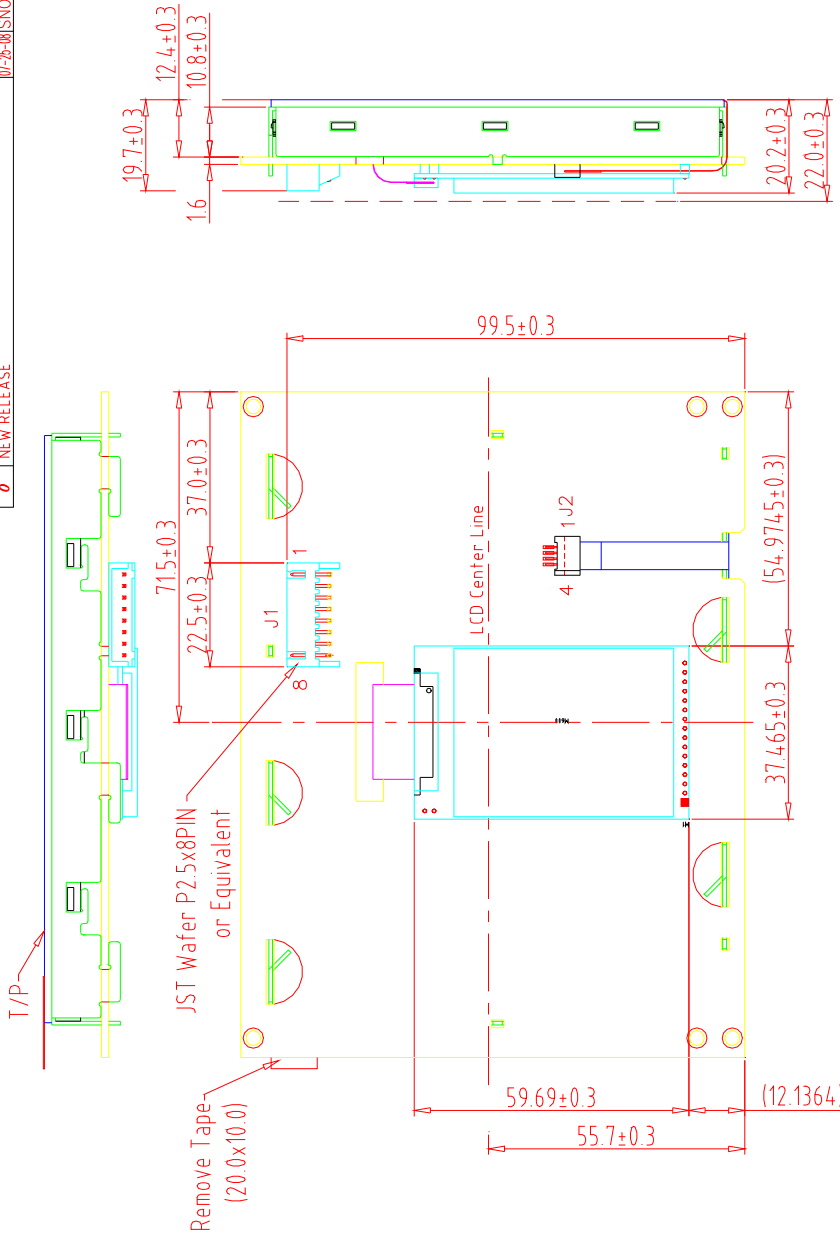 0 NEW RELEASE 07-26-08 SNO
12.4±0.3
10.8±0.3
19.7±0.3
1.6
20.2±0.3
22.0±0.3
99.5±0.3
71.5±0.3
37.0±0.3
22.5±0.3
J1
1
8
LCD Center Line
J2
1
4
(54.9745±0.3)
37.465±0.3
T/P
JST Wafer P2.5x8PIN
or Equivalent
Remove Tape
(20.0x10.0)
59.69±0.3
(12.1364
55.7±0.3